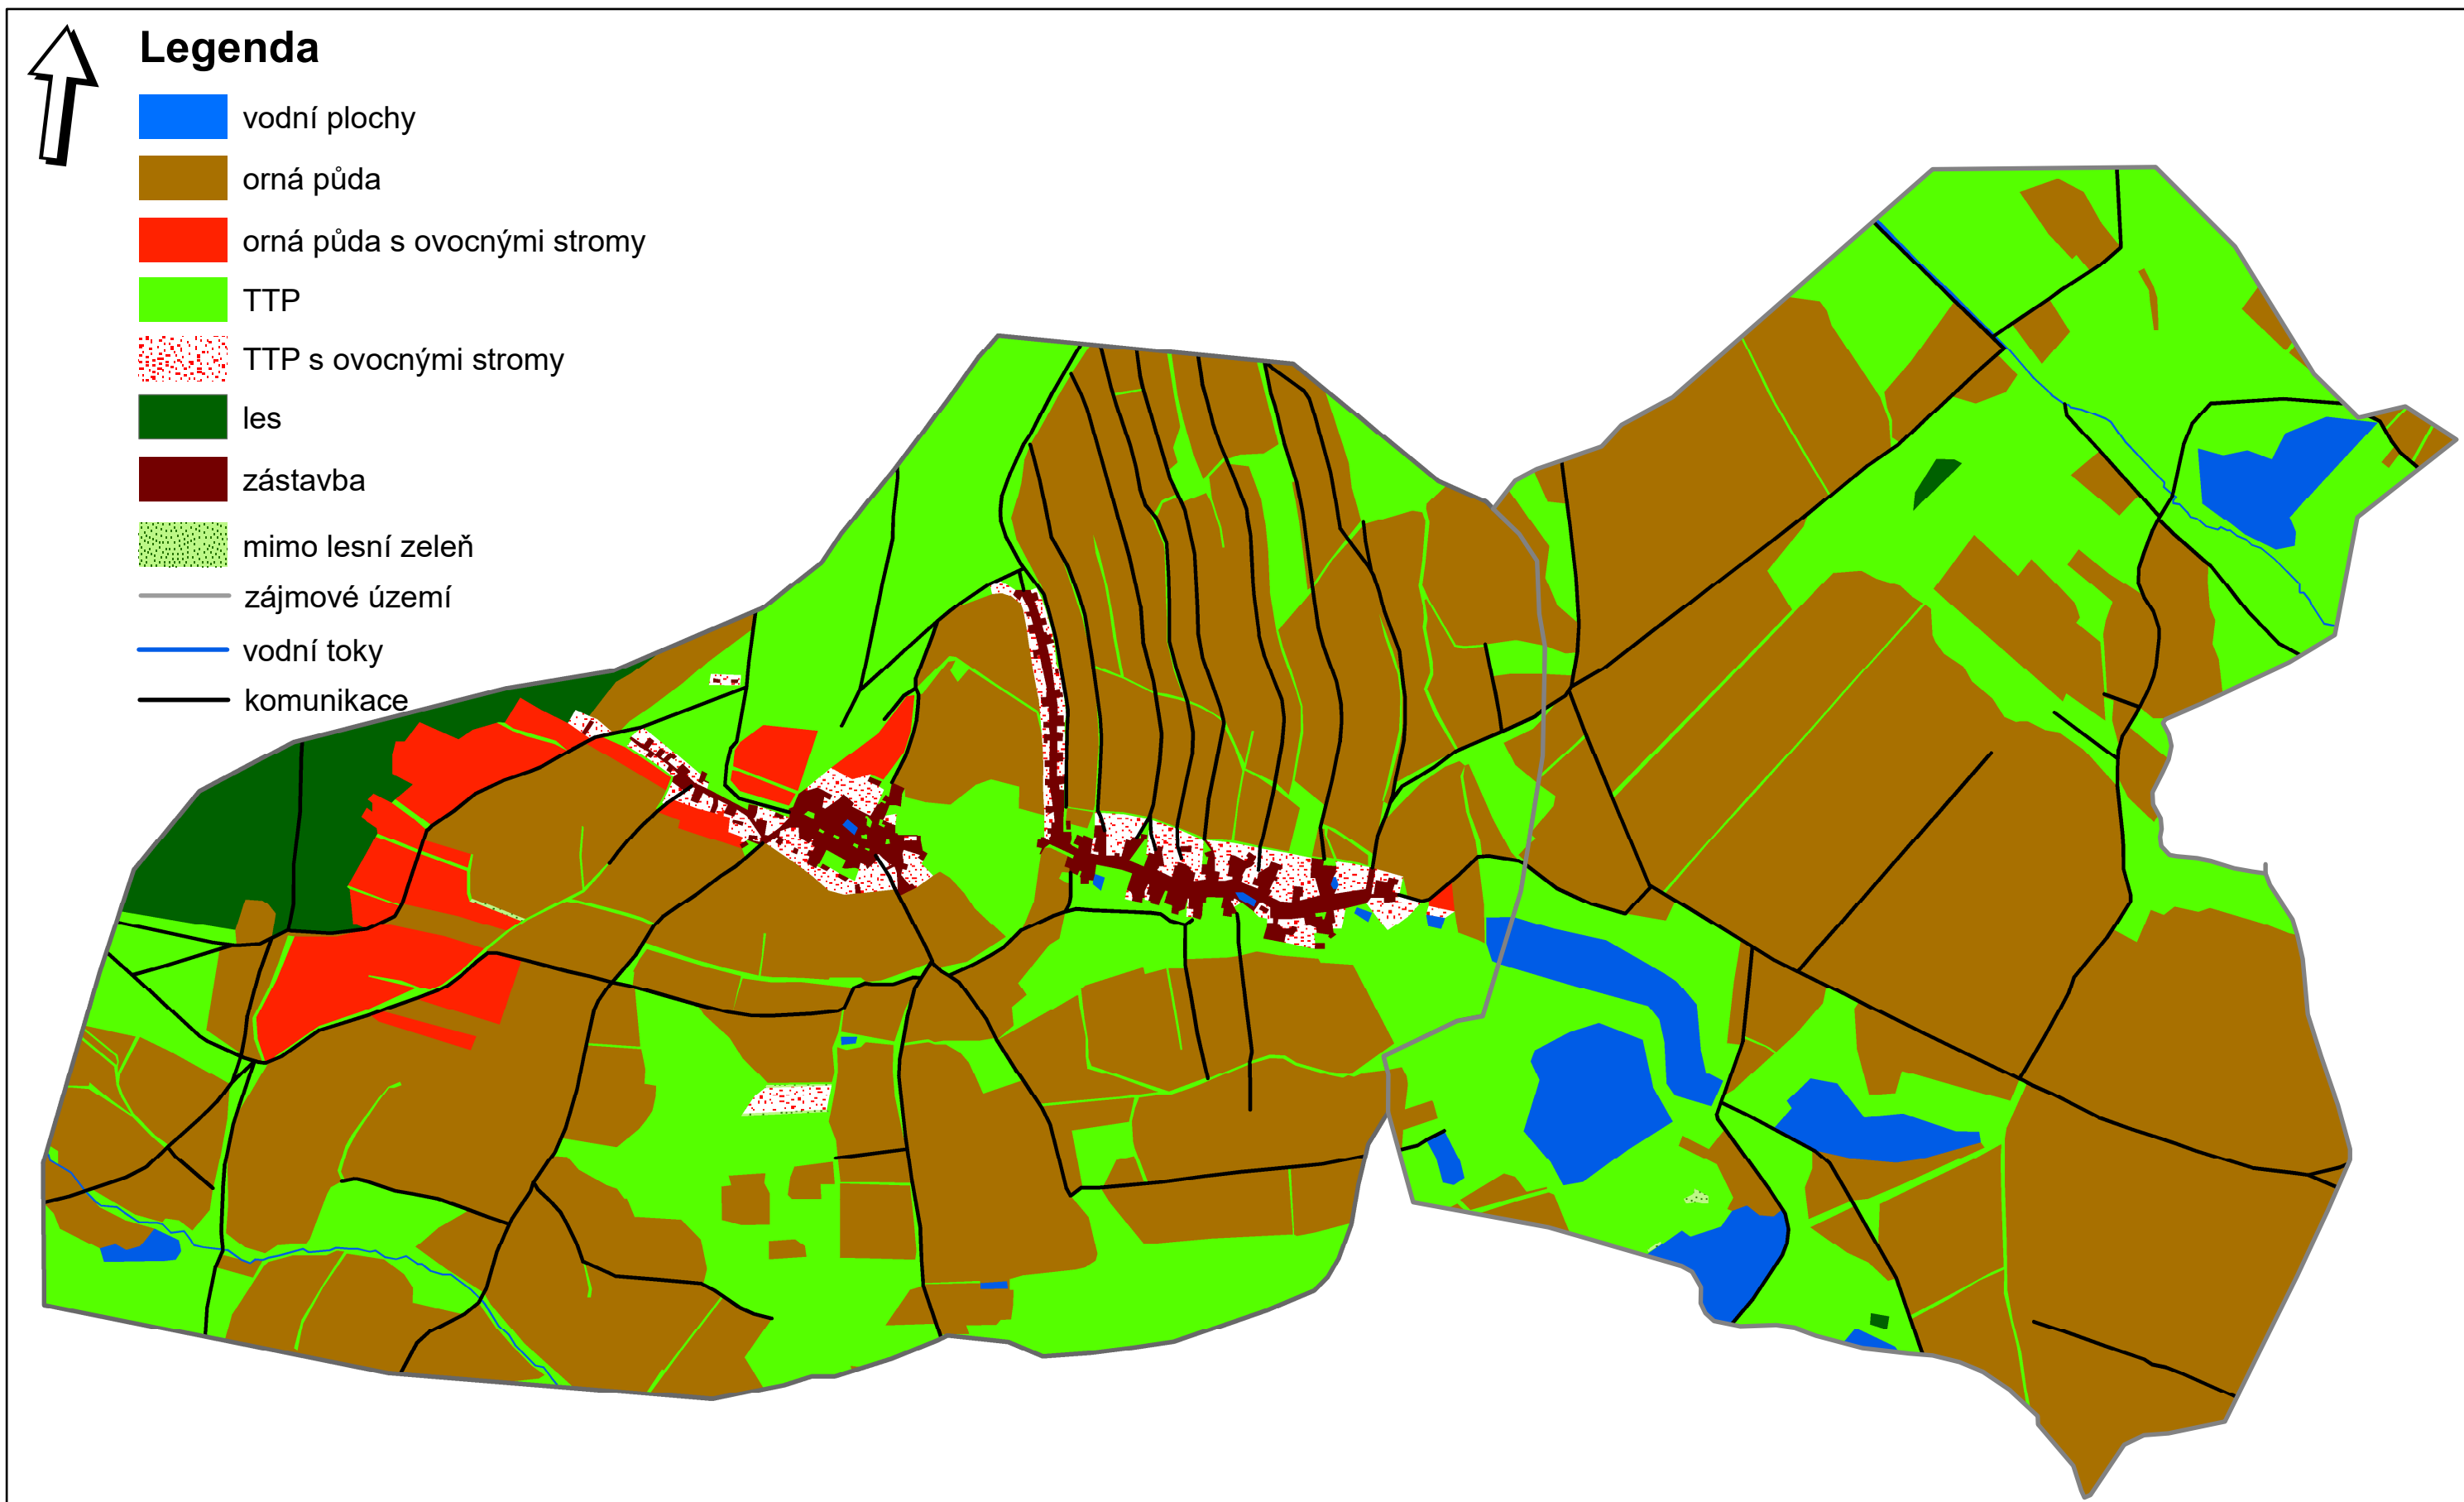 Legenda
vodní plochy
orná půda
orná půda s ovocnými stromy
TTP
TTP s ovocnými stromy
les
zástavba
mimo lesní zeleň
zájmové území
vodní toky
komunikace